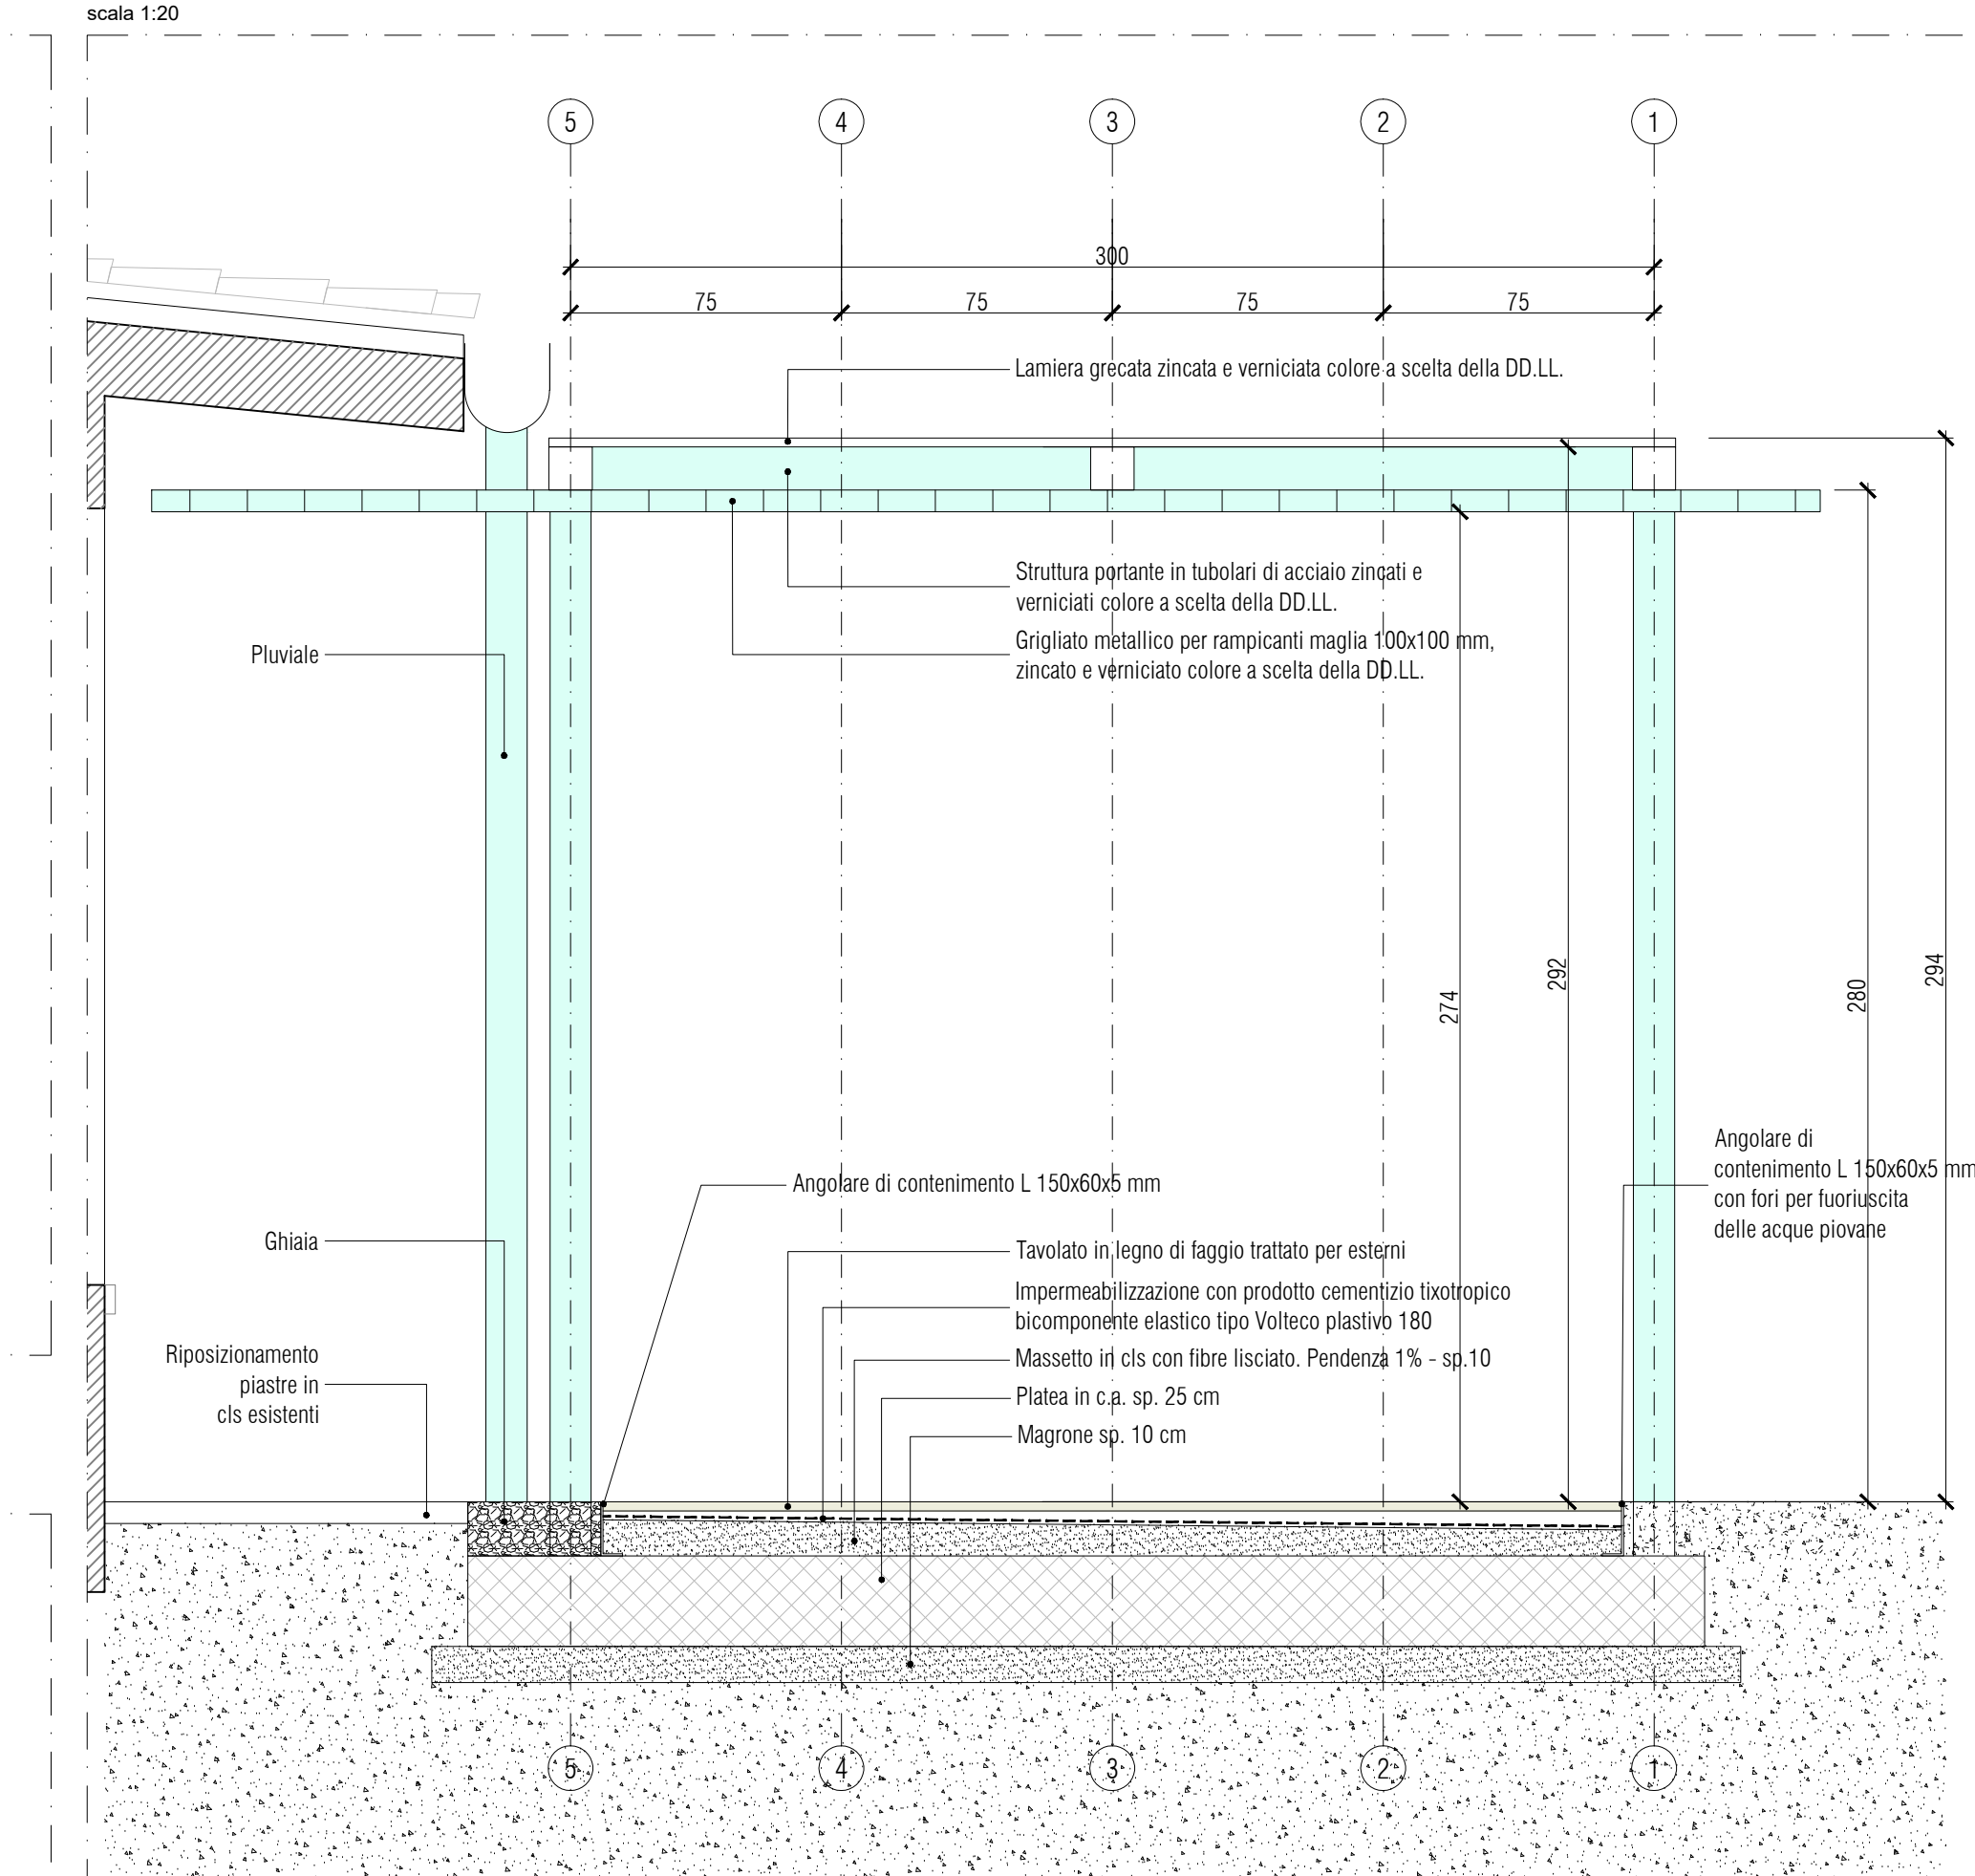 scala 1:20
5
4
3
2
1
300
75
75
75
75
Lamiera grecata zincata e verniciata colore a scelta della DD.LL.
Struttura portante in tubolari di acciaio zincati e
verniciati colore a scelta della DD.LL.
Grigliato metallico per rampicanti maglia 100x100 mm,
zincato e verniciato colore a scelta della DD.LL.
Pluviale
274
292
280
294
Angolare di
contenimento L 150x60x5 mm
con fori per fuoriuscita
delle acque piovane
Angolare di contenimento L 150x60x5 mm
Ghiaia
Tavolato in legno di faggio trattato per esterni
Impermeabilizzazione con prodotto cementizio tixotropico
bicomponente elastico tipo Volteco plastivo 180
Riposizionamento
piastre in
cls esistenti
Massetto in cls con fibre lisciato. Pendenza 1% - sp.10
Platea in c.a. sp. 25 cm
Magrone sp. 10 cm
5
4
3
2
1